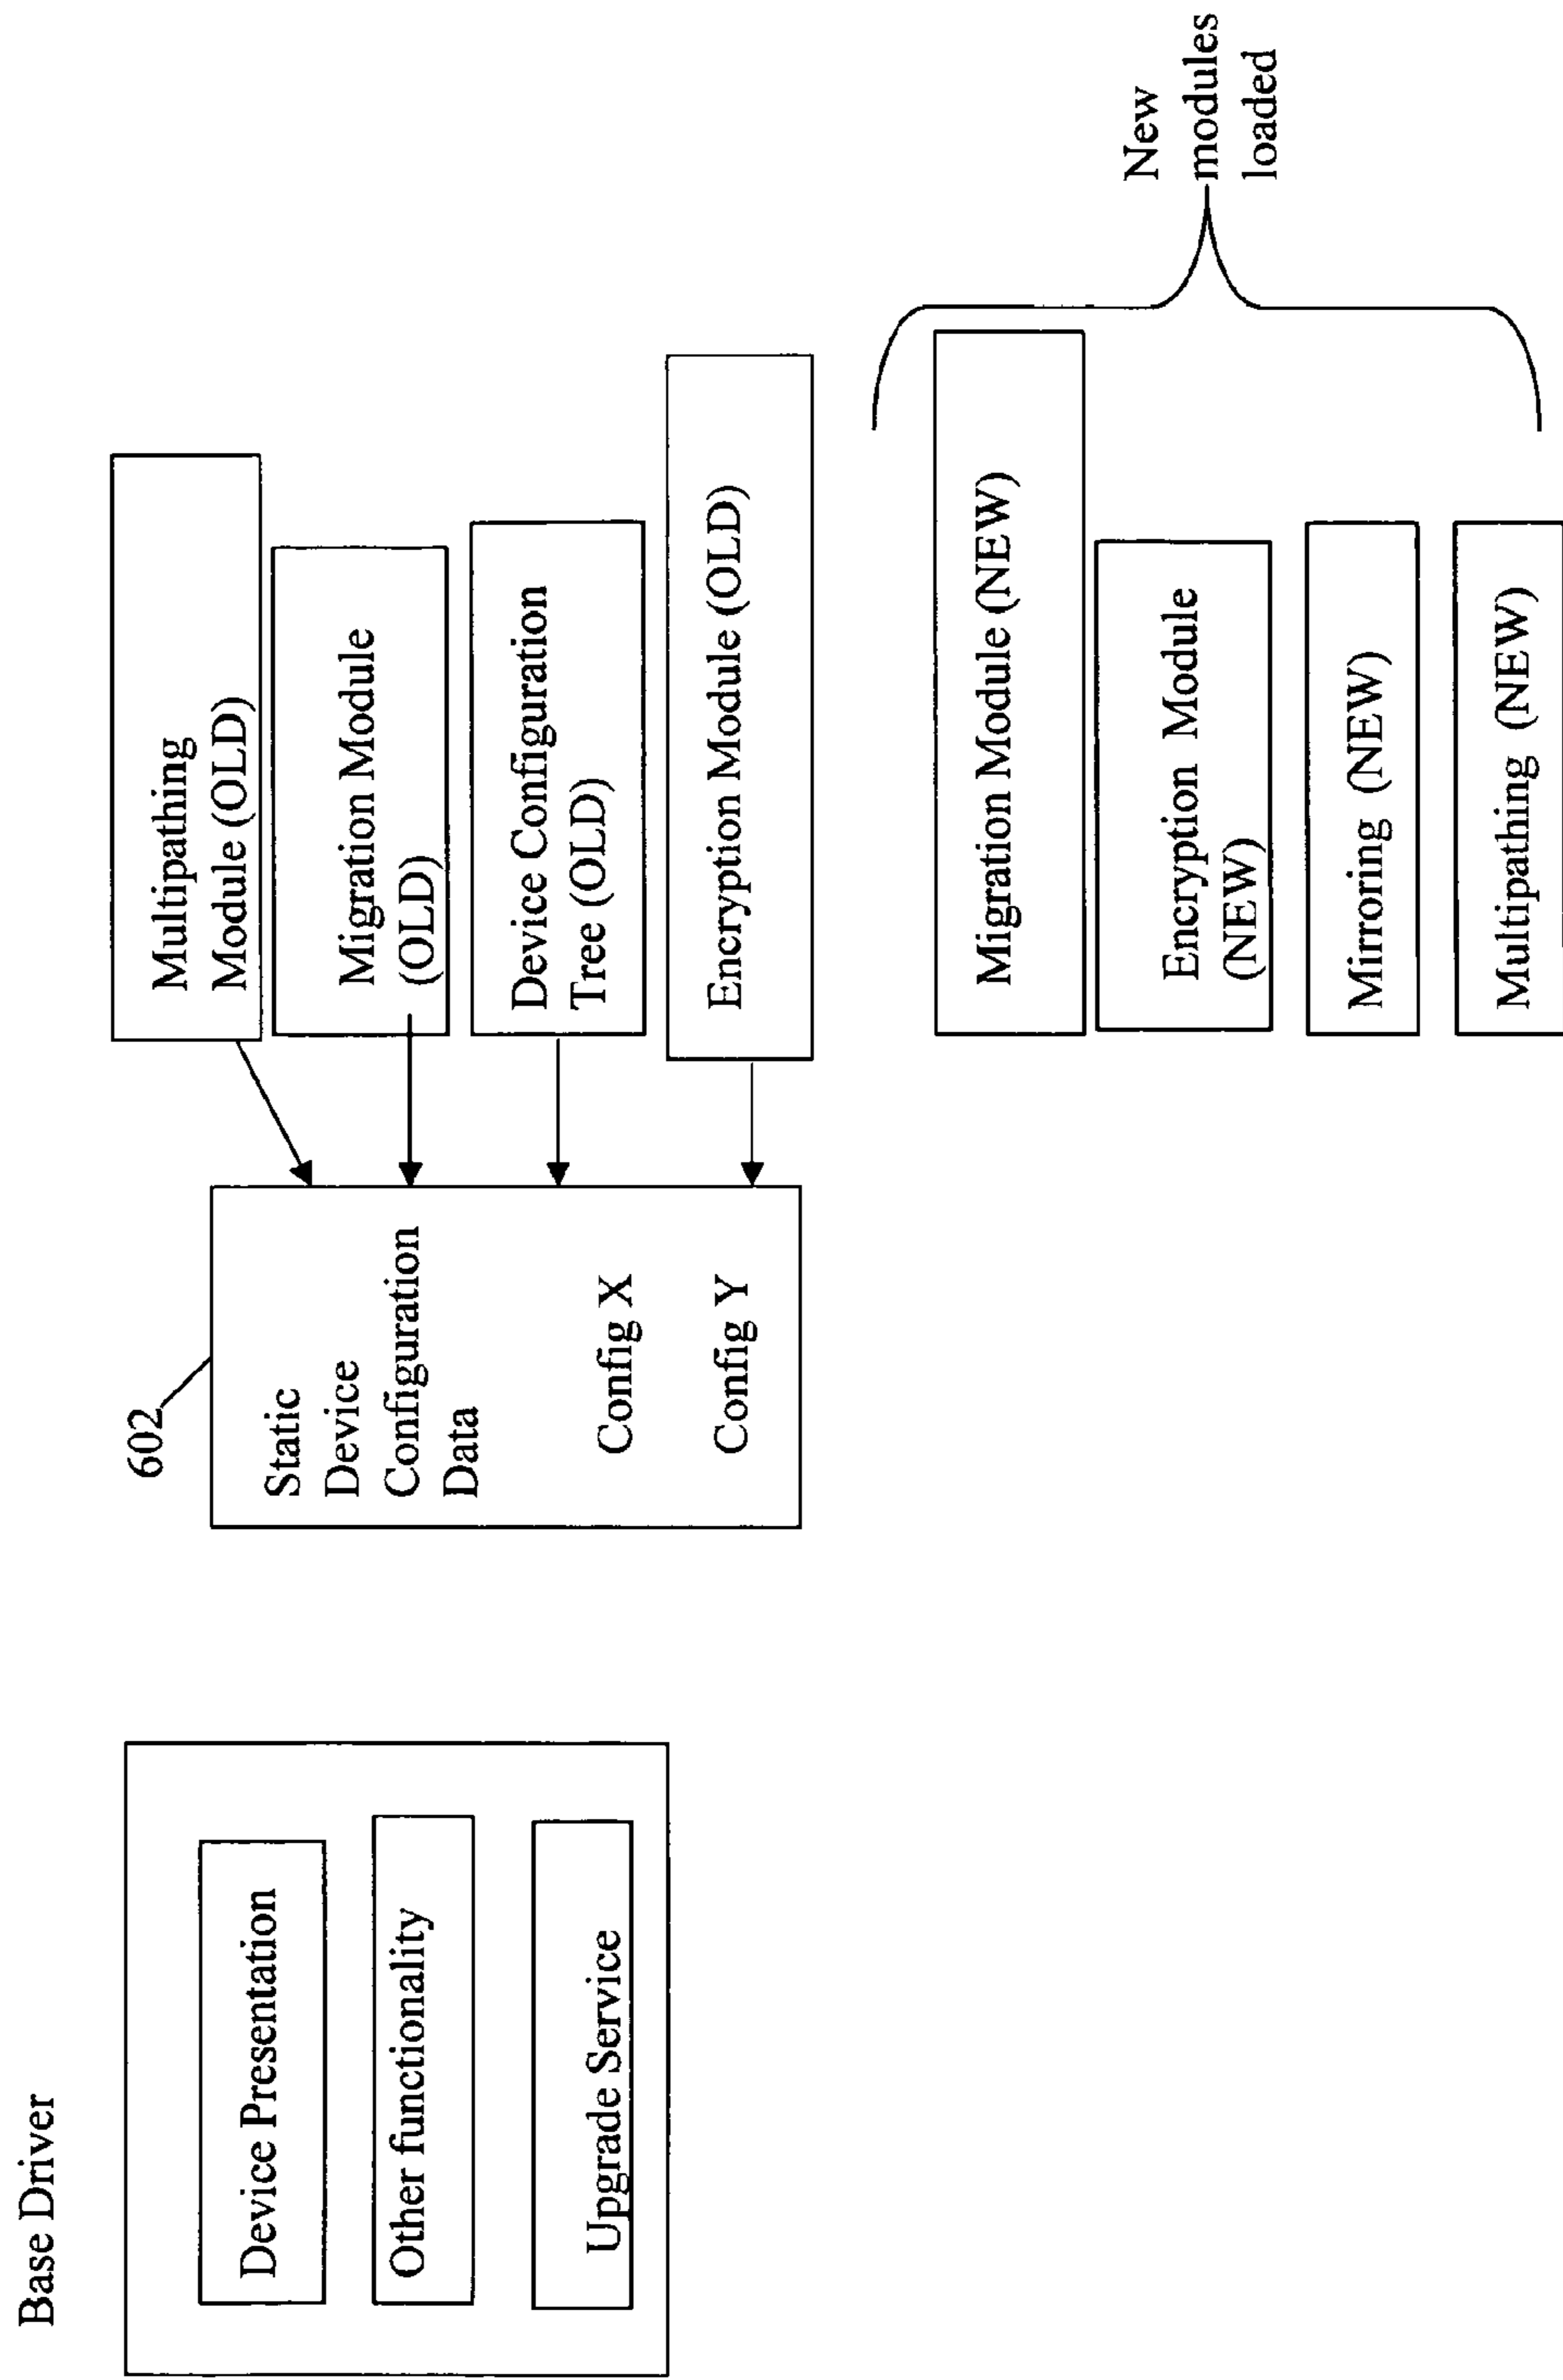 Base Driver
Device Presentation
Other functionality
Upgrade Service
602
Static
Device
Configuration
Data
Config X
Config Y
Multipathing
Module (OLD)
Migration Module
(OLD)
Device Configuration
Tree (OLD)
Encryption Module (OLD)
Migration Module (NEW)
Encryption Module
(NEW)
Mirroring (NEW)
Multipathing (NEW)
New
modules
loaded